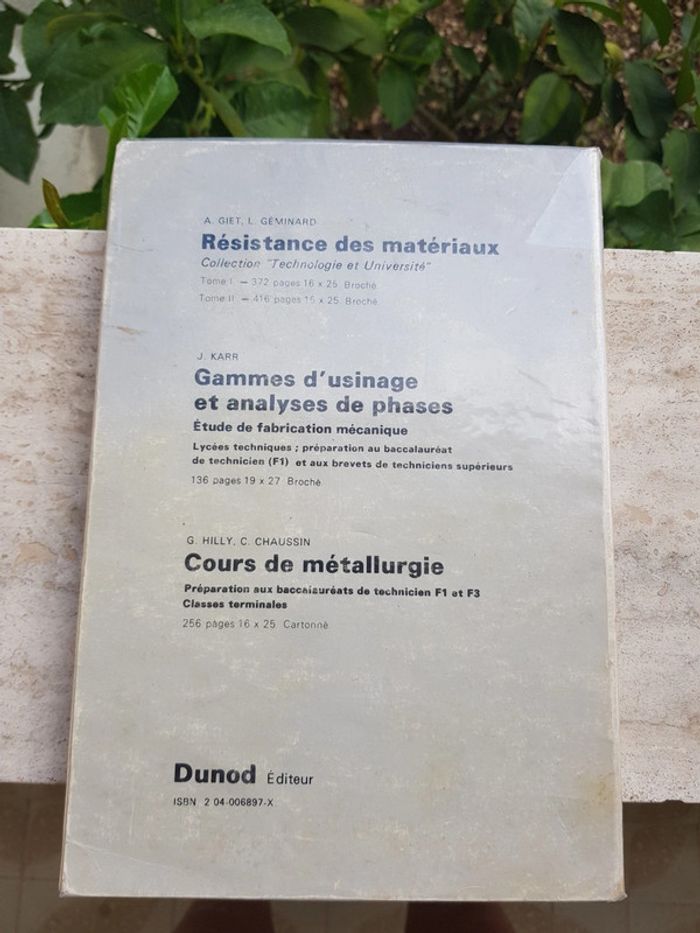 A. GIET, L. GÉMINARD
Résistance des matériaux
Collection "Technologie et Université"
Tome I — 372 pages 16 x 25 Broché
Tome II — 416 pages 16 x 25 Broché
J. KARR
Gammes d'usinage
et analyses de phases
Étude de fabrication mécanique
Lycées techniques ; préparation au baccalauréat
de technicien (F1) et aux brevets de techniciens supérieurs
136 pages 19 x 27 Broché
G. HILLY, C. CHAUSSIN
Cours de métallurgie
Préparation aux baccalauréats de technicien F1 et F3
Classes terminales
256 pages 16 x 25 Cartonné
Dunod Éditeur
ISBN 2 04-006897-X